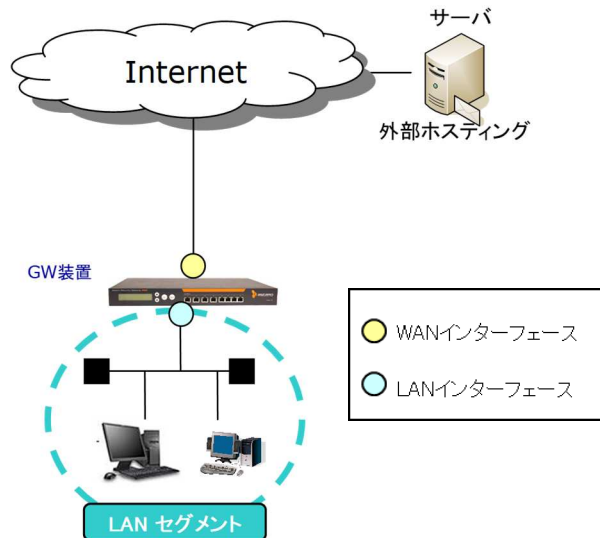 サーバ
Internet
外部ホスティング
GW装置
WANインターフェース
LANインターフェース
LAN セグメント